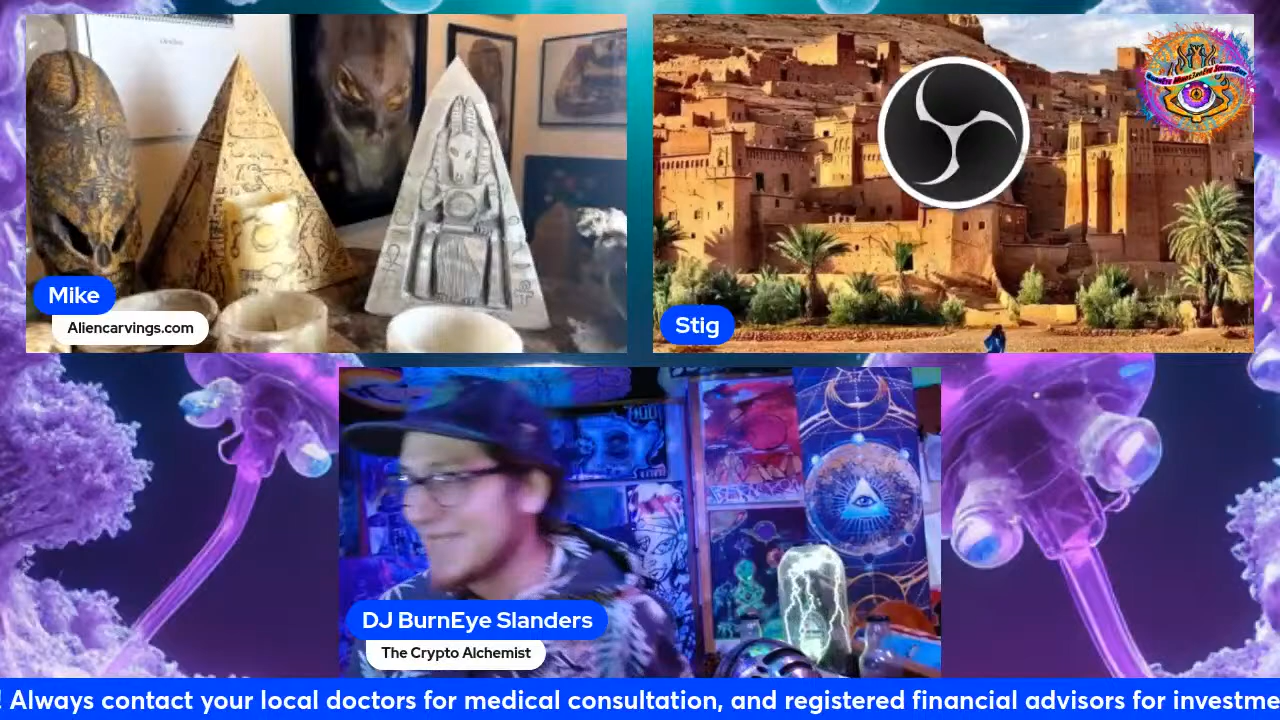 Mike
Aliencarvings.com
Stig
DJ BurnEye Slanders
The Crypto Alchemist
! Always contact your local doctors for medical consultation, and registered financial advisors for investme